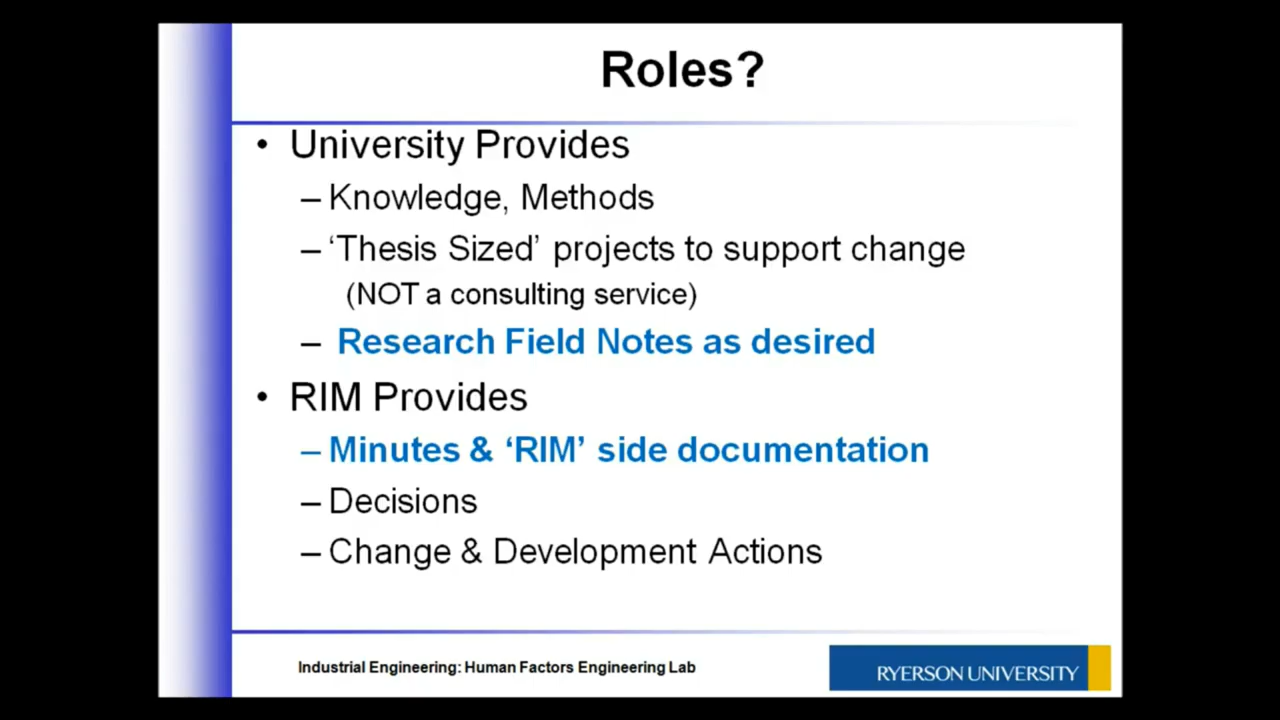 Roles?
• University Provides
– Knowledge, Methods
– ‘Thesis Sized’ projects to support change
(NOT a consulting service)
– Research Field Notes as desired
• RIM Provides
– Minutes & ‘RIM’ side documentation
– Decisions
– Change & Development Actions
Industrial Engineering: Human Factors Engineering Lab
RYERSON UNIVERSITY